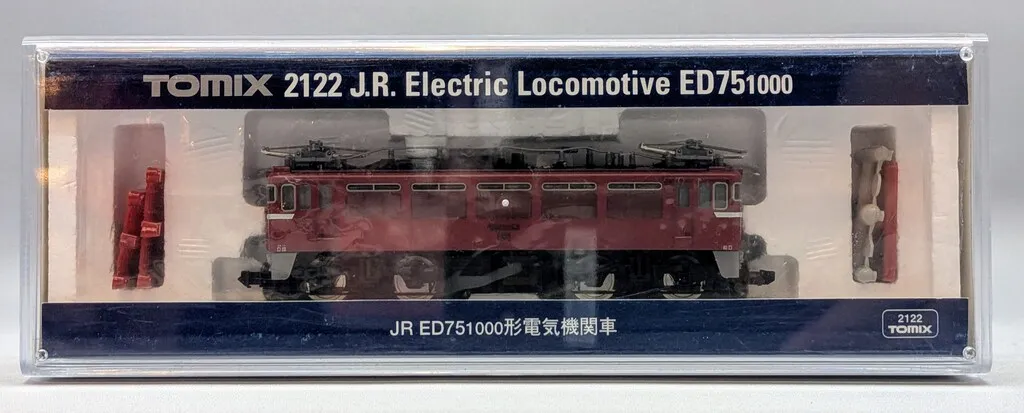 TOMIX 2122 J.R. Electric Locomotive ED751000
JR ED751000形電気機関車
2122
TOMIX